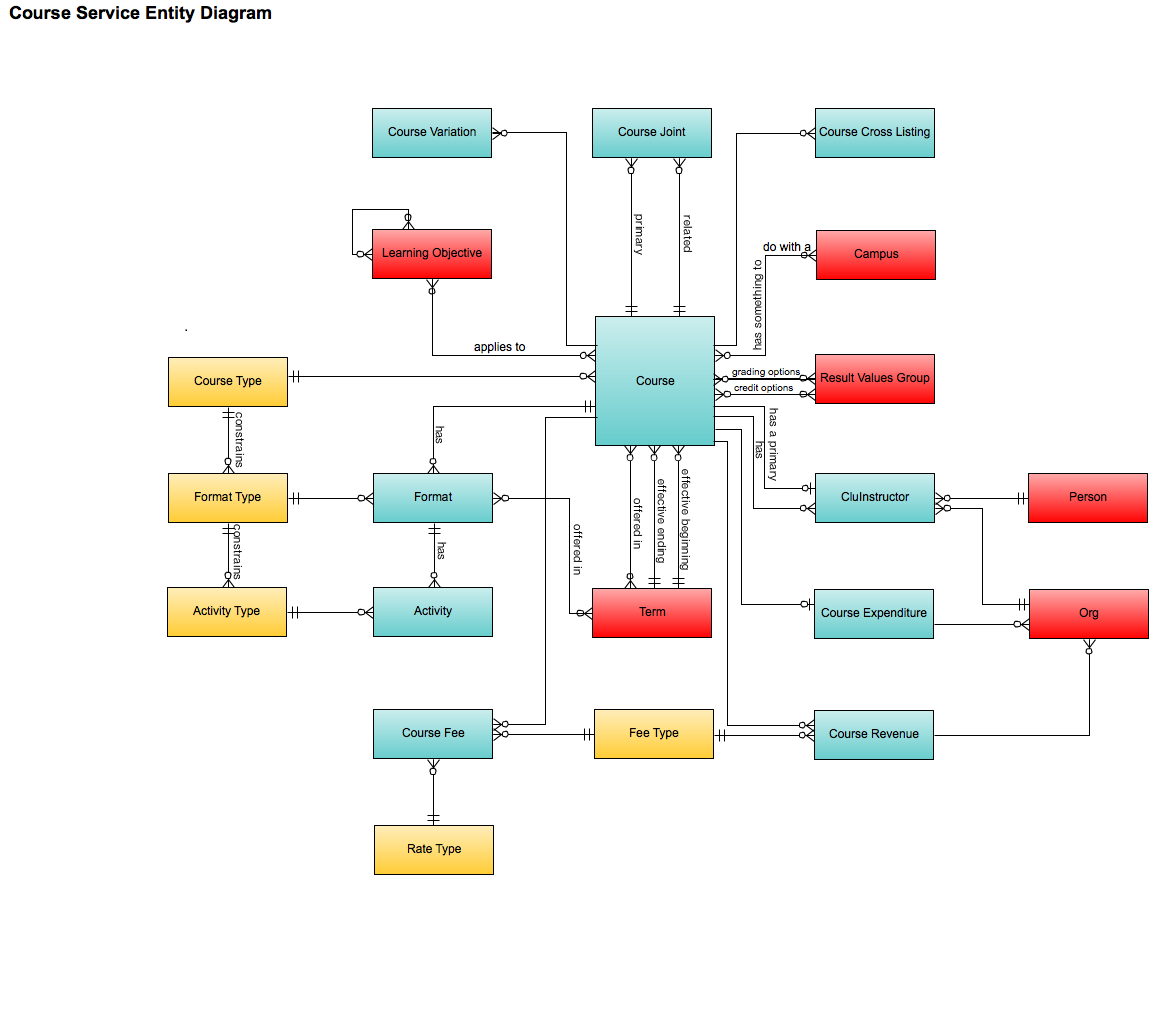 Course Service Entity Diagram
Course Variation
Course Joint
Course Cross Listing
primary
related
Learning Objective
do with a
Campus
has something to
.
applies to
Course Type
Course
grading options
Result Values Group
credit options
constrains
has
has a primary
has
Format Type
Format
offered in
effective ending
effective beginning
CluInstructor
Person
constrains
has
offered in
Activity Type
Activity
Term
Course Expenditure
Org
Course Fee
Fee Type
Course Revenue
Rate Type